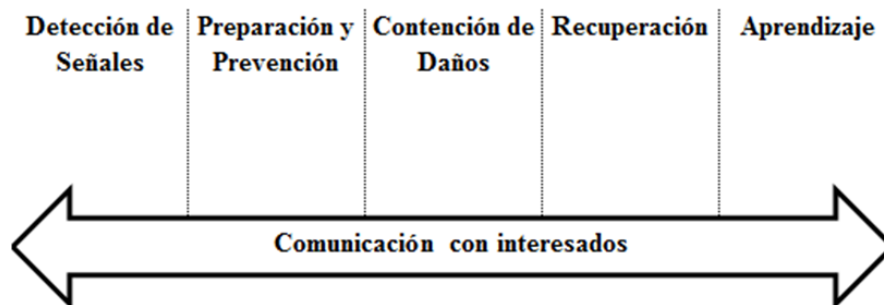 Detección de Señales
Preparación y Prevención
Contención de Daños
Recuperación
Aprendizaje
Comunicación con interesados